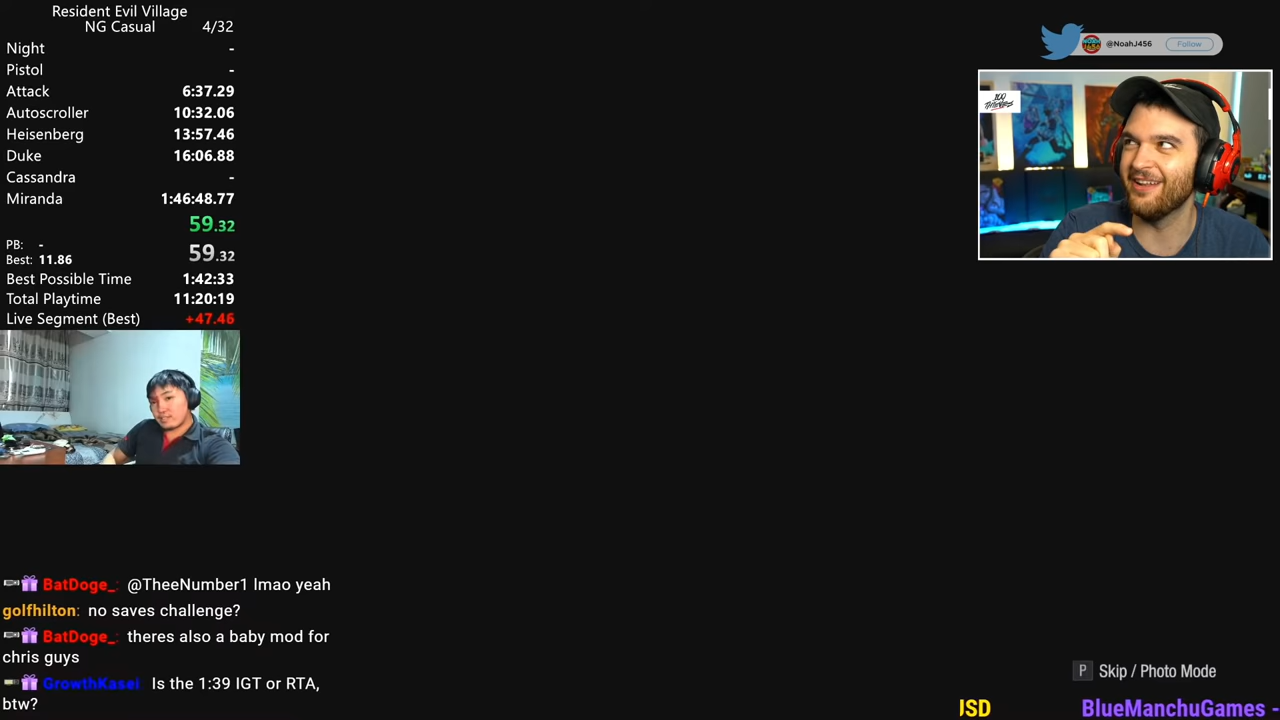 Resident Evil Village
NG Casual 4/32
Night -
Pistol -
Attack 6:37.29
Autoscroller 10:32.06
Heisenberg 13:57.46
Duke 16:06.88
Cassandra -
Miranda 1:46:48.77
59.32
PB: -
Best: 11.86
59.32
Best Possible Time 1:42:33
Total Playtime 11:20:19
Live Segment (Best) +47.46
@NoahJ456 Follow
100
THIEVES
BatDoge_: @TheeNumber1 lmao yeah
golfhilton: no saves challenge?
BatDoge_: theres also a baby mod for
chris guys
GrowthKasei: Is the 1:39 IGT or RTA,
btw?
P Skip / Photo Mode
JSD BlueManchuGames -